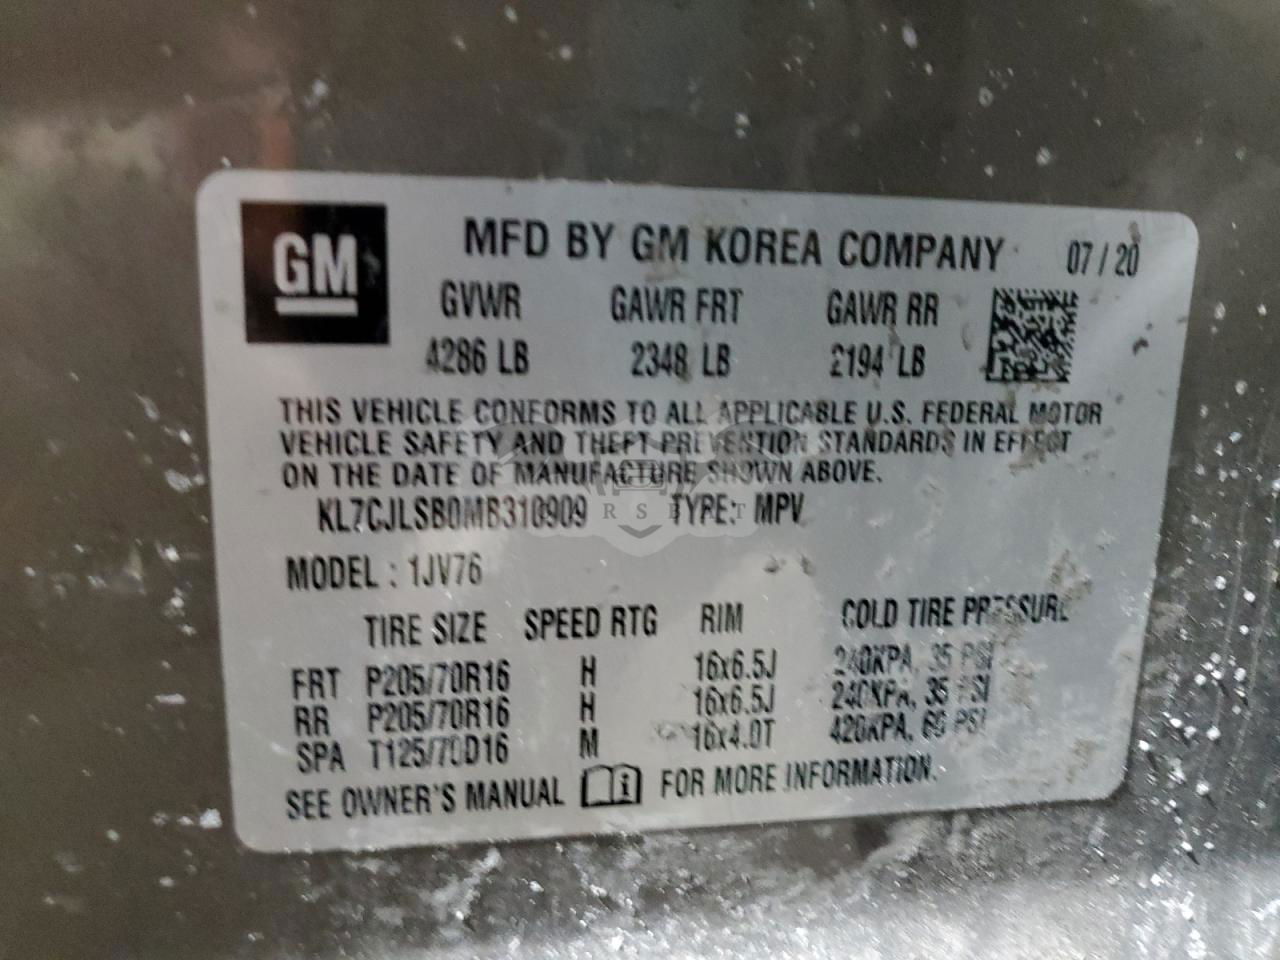 GM
MFD BY GM KOREA COMPANY 07 / 20
GVWR GAWR FRT GAWR RR
4286 LB 2348 LB 2194 LB
THIS VEHICLE CONFORMS TO ALL APPLICABLE U.S. FEDERAL MOTOR
VEHICLE SAFETY AND THEFT PREVENTION STANDARDS IN EFFECT
ON THE DATE OF MANUFACTURE SHOWN ABOVE.
KL7CJLSB0MB310909 TYPE: MPV
MODEL : 1JV76
TIRE SIZE SPEED RTG RIM COLD TIRE PRESSURE
FRT P205/70R16 H 16x6.5J 240KPA, 35 PSI
RR P205/70R16 H 16x6.5J 240KPA, 35 PSI
SPA T125/70D16 M 16x4.0T 420KPA, 60 PSI
SEE OWNER'S MANUAL FOR MORE INFORMATION.